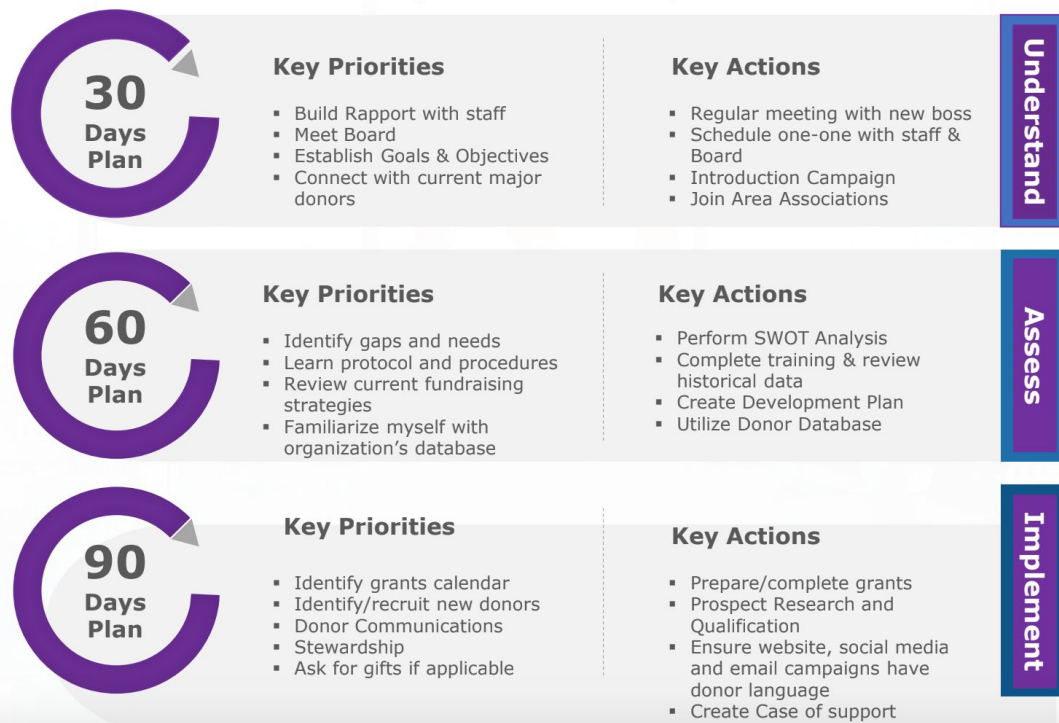 30
Days
Plan
Key Priorities
▪ Build Rapport with staff
▪ Meet Board
▪ Establish Goals & Objectives
▪ Connect with current major
donors
Key Actions
▪ Regular meeting with new boss
▪ Schedule one-one with staff &
Board
▪ Introduction Campaign
▪ Join Area Associations
Understand
60
Days
Plan
Key Priorities
▪ Identify gaps and needs
▪ Learn protocol and procedures
▪ Review current fundraising
strategies
▪ Familiarize myself with
organization’s database
Key Actions
▪ Perform SWOT Analysis
▪ Complete training & review
historical data
▪ Create Development Plan
▪ Utilize Donor Database
Assess
90
Days
Plan
Key Priorities
▪ Identify grants calendar
▪ Identify/recruit new donors
▪ Donor Communications
▪ Stewardship
▪ Ask for gifts if applicable
Key Actions
▪ Prepare/complete grants
▪ Prospect Research and
Qualification
▪ Ensure website, social media
and email campaigns have
donor language
▪ Create Case of support
Implement